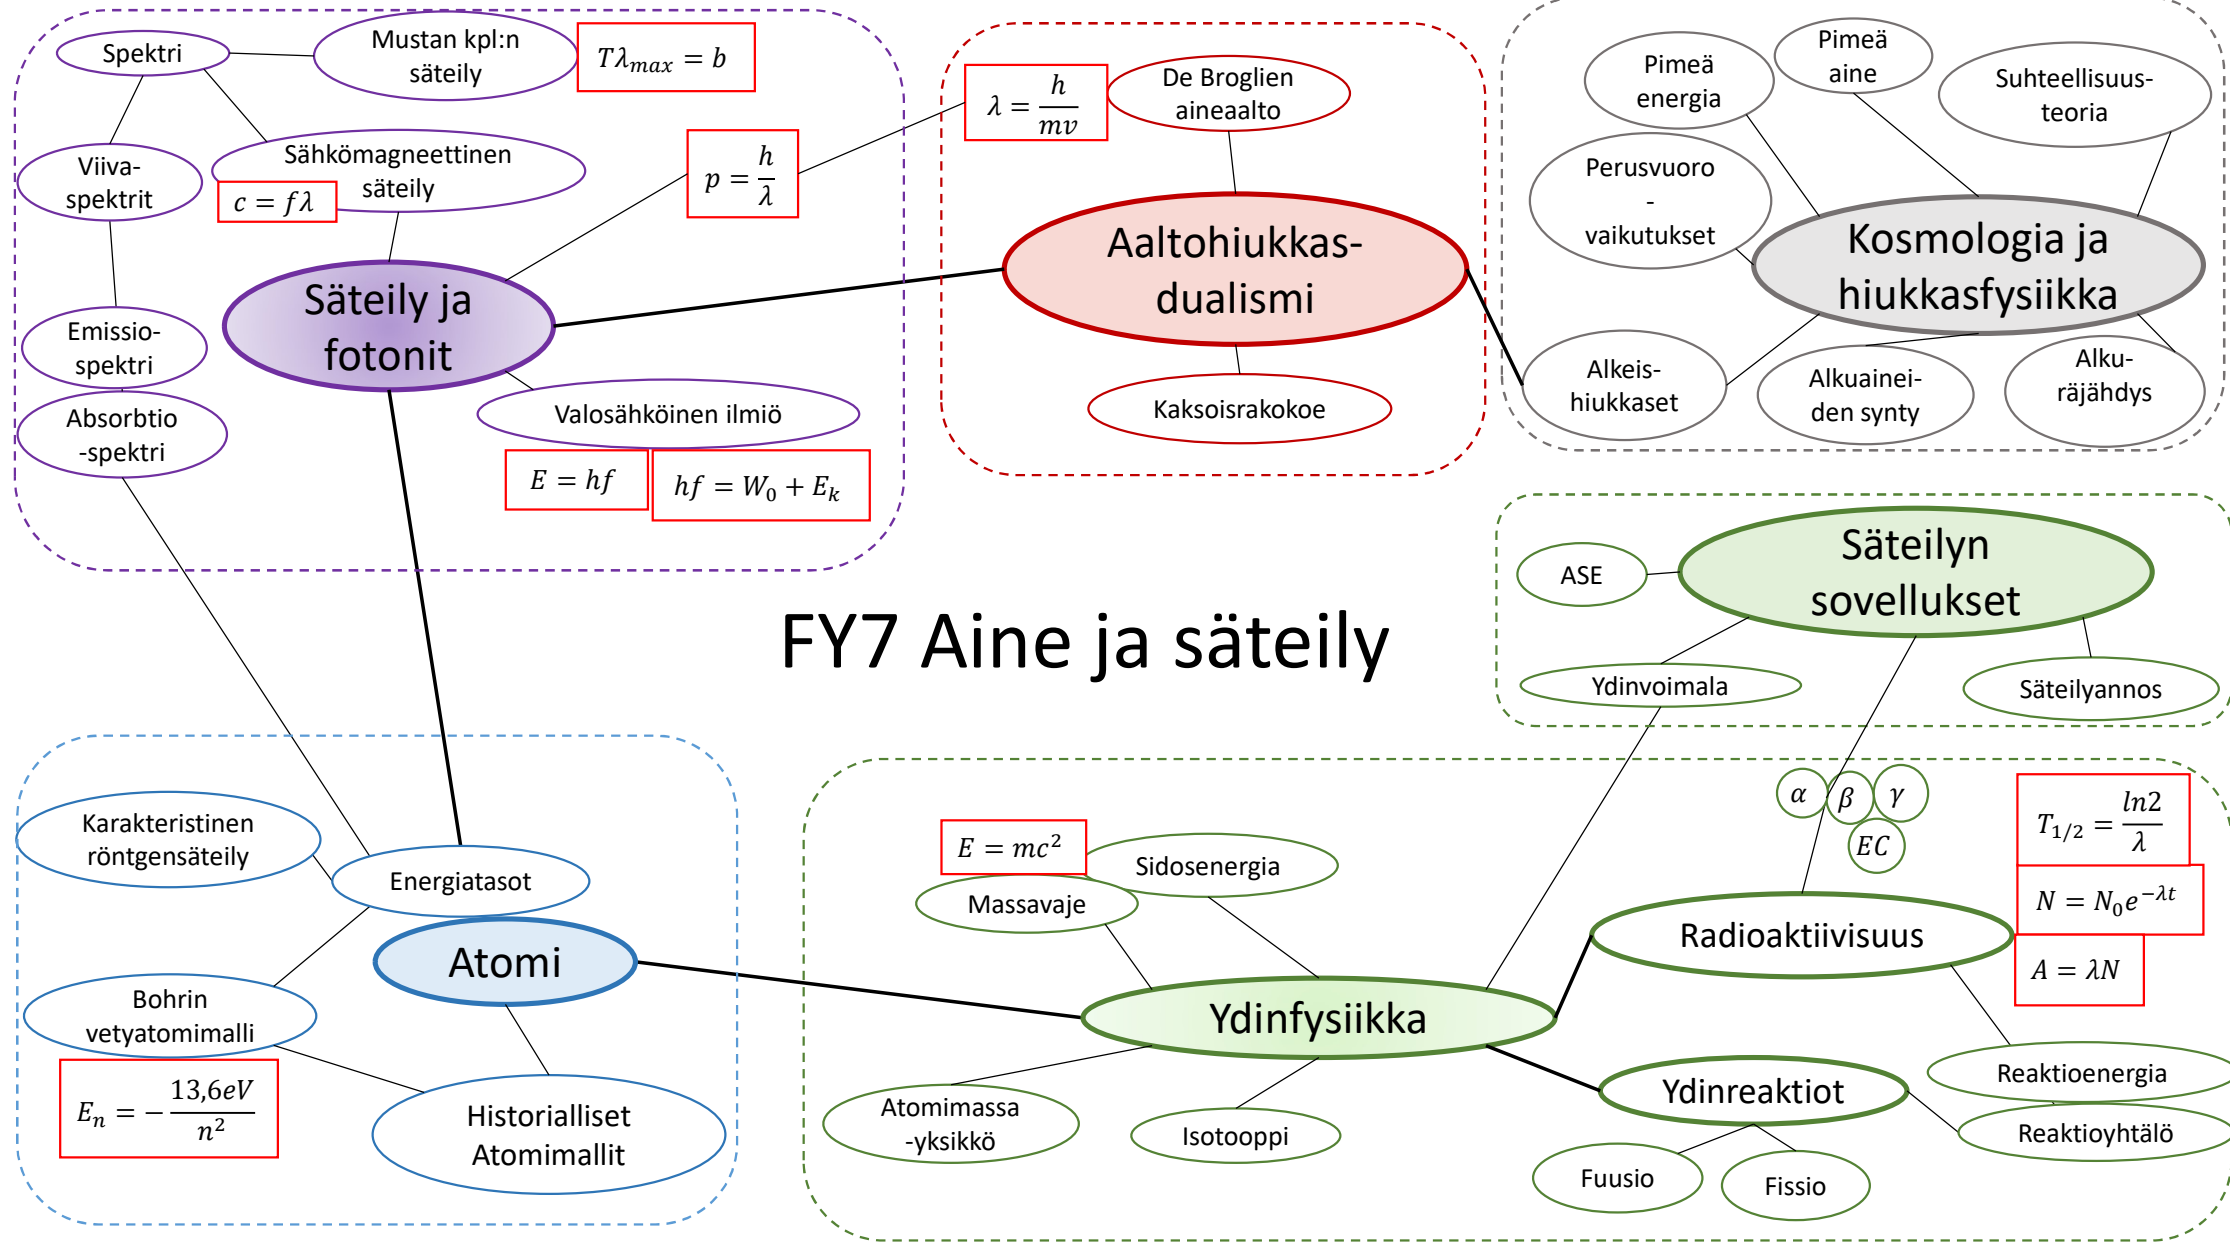 Spektri
Mustan kpl:n
säteily
Tλ_max = b
Viiva-
spektrit
Sähkömagneettinen
säteily
c = fλ
p = h/λ
Säteily ja
fotonit
Emissio-
spektri
Absorbtio
-spektri
Valosähköinen ilmiö
E = hf
hf = W₀ + E_k
λ = h/mv
De Broglien
aineaalto
Aaltohiukkas-
dualismi
Kaksoisrakokoe
Pimeä
energia
Pimeä
aine
Suhteellisuus-
teoria
Perusvuoro
-
vaikutukset
Kosmologia ja
hiukkasfysiikka
Alkeis-
hiukkaset
Alkuainei-
den synty
Alku-
räjähdys
FY7 Aine ja säteily
Säteilyn
sovellukset
ASE
Ydinvoimala
Säteilyannos
Karakteristinen
röntgensäteily
Energiatasot
Atomi
Bohrin
vetyatomimalli
E_n = − 13,6eV/n²
Historialliset
Atomimallit
E = mc²
Sidosenergia
Massavaje
Ydinfysiikka
Atomimassa
-yksikkö
Isotooppi
α
β
γ
EC
T_1/2 = ln2/λ
N = N₀e^−λt
A = λN
Radioaktiivisuus
Ydinreaktiot
Reaktioenergia
Reaktioyhtälö
Fuusio
Fissio